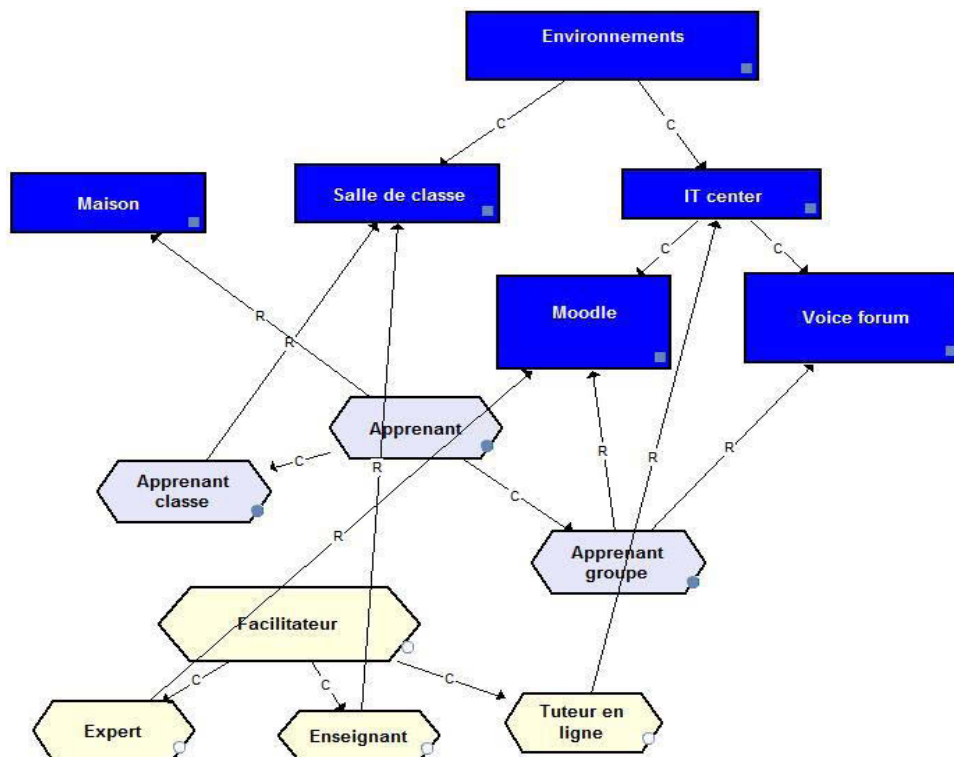 Environnements
C
C
Maison
Salle de classe
IT center
C
C
Moodle
Voice forum
R
R
Apprenant
R
R
R
R
C
Apprenant
classe
C
R
Apprenant
groupe
Facilitateur
C
C
C
Expert
Enseignant
Tuteur en
ligne